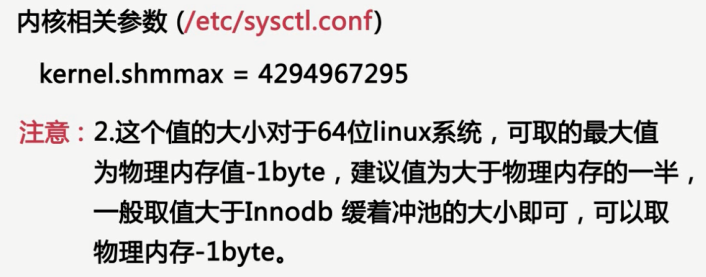 内核相关参数 (/etc/sysctl.conf)
kernel.shmmax = 4294967295
注意：2.这个值的大小对于64位linux系统，可取的最大值
为物理内存值-1byte，建议值为大于物理内存的一半，
一般取值大于Innodb 缓着冲池的大小即可，可以取
物理内存-1byte。